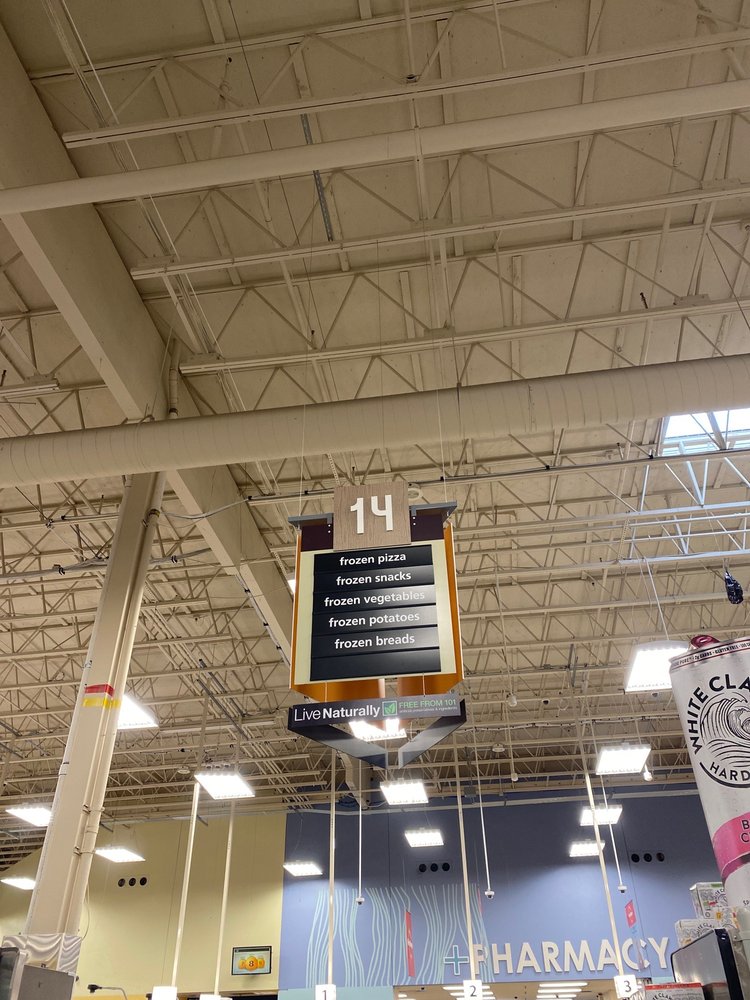 14
frozen pizza
frozen snacks
frozen vegetables
frozen potatoes
frozen breads
Live Naturally FREE FROM 101
WHITE CLA
HARD
B
C
+PHARMACY
1
2
3
8